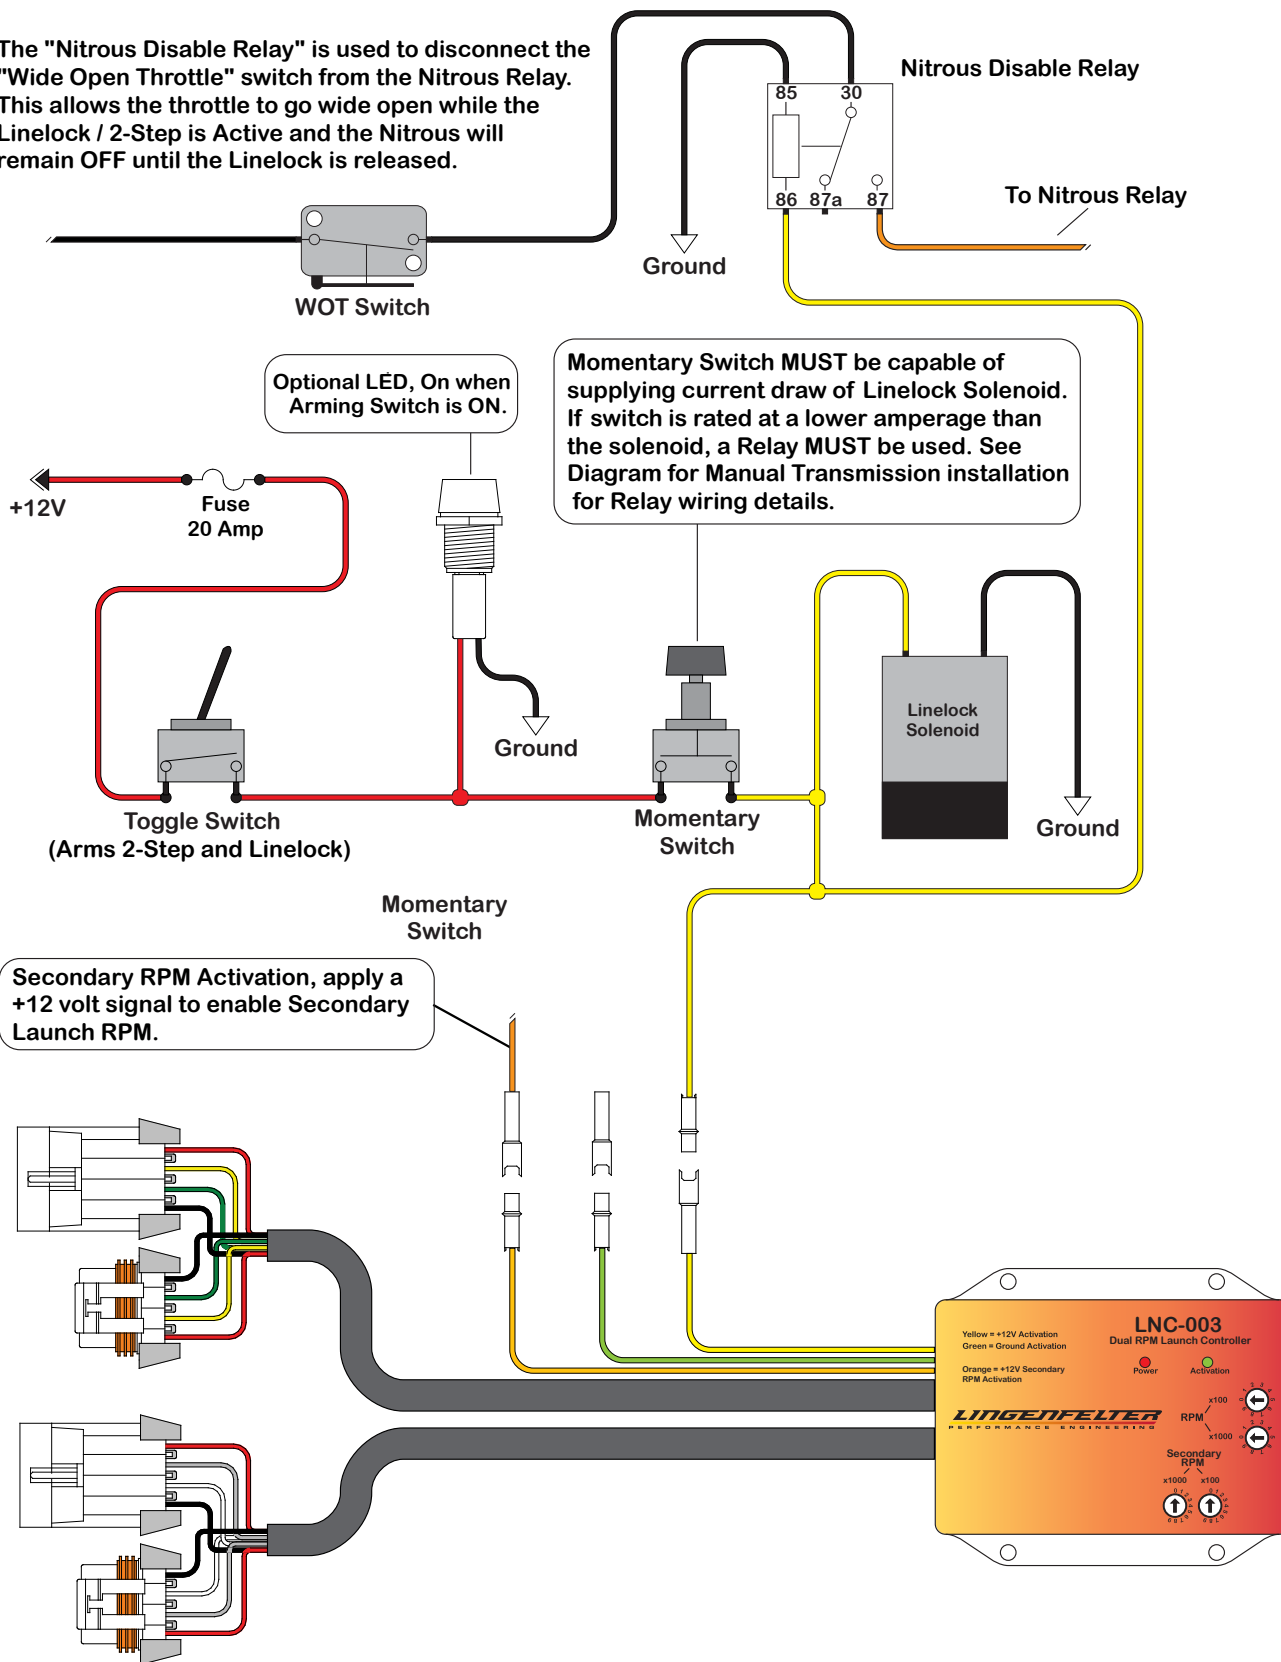 The "Nitrous Disable Relay" is used to disconnect the
"Wide Open Throttle" switch from the Nitrous Relay.
This allows the throttle to go wide open while the
Linelock / 2-Step is Active and the Nitrous will
remain OFF until the Linelock is released.
Nitrous Disable Relay
85 30
86 87a 87
To Nitrous Relay
Ground
WOT Switch
Optional LED, On when
Arming Switch is ON.
Momentary Switch MUST be capable of
supplying current draw of Linelock Solenoid.
If switch is rated at a lower amperage than
the solenoid, a Relay MUST be used. See
Diagram for Manual Transmission installation
for Relay wiring details.
+12V
Fuse
20 Amp
Ground
Linelock
Solenoid
Ground
Toggle Switch
(Arms 2-Step and Linelock)
Momentary
Switch
Momentary
Switch
Secondary RPM Activation, apply a
+12 volt signal to enable Secondary
Launch RPM.
LNC-003
Dual RPM Launch Controller
Yellow = +12V Activation
Green = Ground Activation
Orange = +12V Secondary
RPM Activation
Power
Activation
LINGENFELTER
PERFORMANCE ENGINEERING
x100
RPM
x1000
Secondary
RPM
x1000 x100